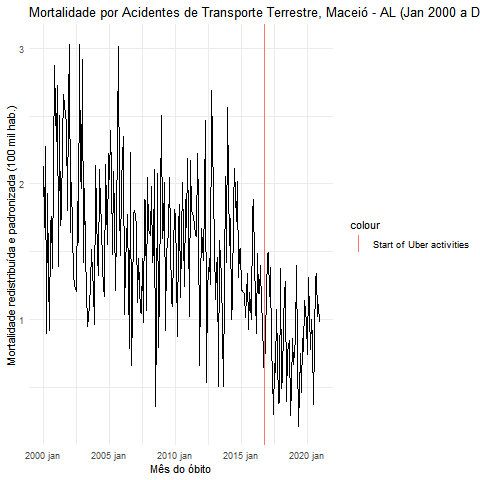 Mortalidade por Acidentes de Transporte Terrestre, Maceió - AL (Jan 2000 a D
Mortalidade redistribuída e padronizada (100 mil hab.)
3
2
1
2000 jan
2005 jan
2010 jan
2015 jan
2020 jan
Mês do óbito
colour
Start of Uber activities